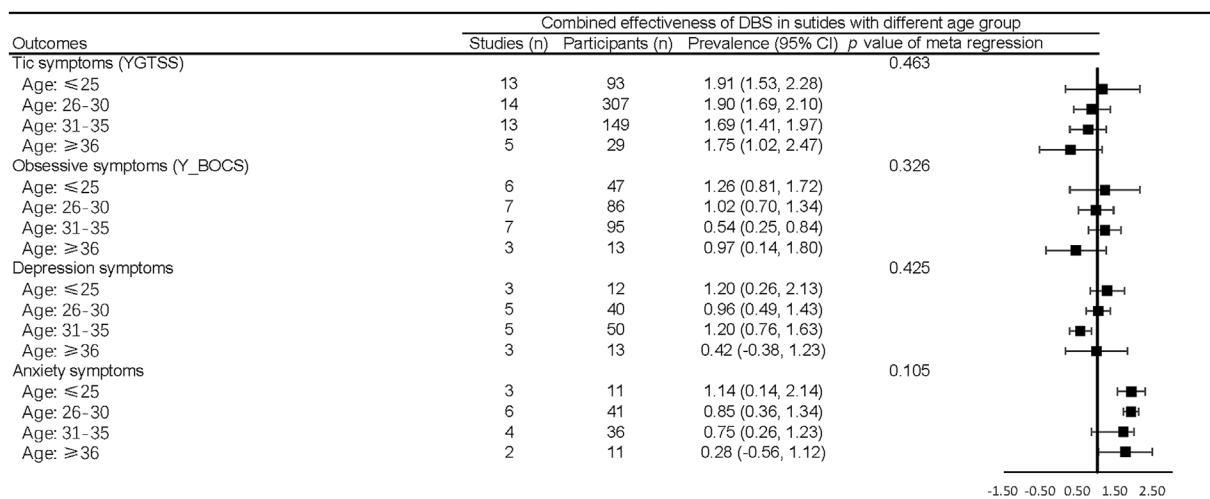 Combined effectiveness of DBS in sutides with different age group
Outcomes Studies (n) Participants (n) Prevalence (95% CI) p value of meta regression
Tic symptoms (YGTSS) 0.463
Age: ≤25 13 93 1.91 (1.53, 2.28)
Age: 26-30 14 307 1.90 (1.69, 2.10)
Age: 31-35 13 149 1.69 (1.41, 1.97)
Age: ≥36 5 29 1.75 (1.02, 2.47)
Obsessive symptoms (Y_BOCS) 0.326
Age: ≤25 6 47 1.26 (0.81, 1.72)
Age: 26-30 7 86 1.02 (0.70, 1.34)
Age: 31-35 7 95 0.54 (0.25, 0.84)
Age: ≥36 3 13 0.97 (0.14, 1.80)
Depression symptoms 0.425
Age: ≤25 3 12 1.20 (0.26, 2.13)
Age: 26-30 5 40 0.96 (0.49, 1.43)
Age: 31-35 5 50 1.20 (0.76, 1.63)
Age: ≥36 3 13 0.42 (-0.38, 1.23)
Anxiety symptoms 0.105
Age: ≤25 3 11 1.14 (0.14, 2.14)
Age: 26-30 6 41 0.85 (0.36, 1.34)
Age: 31-35 4 36 0.75 (0.26, 1.23)
Age: ≥36 2 11 0.28 (-0.56, 1.12)
-1.50 -0.50 0.50 1.50 2.50